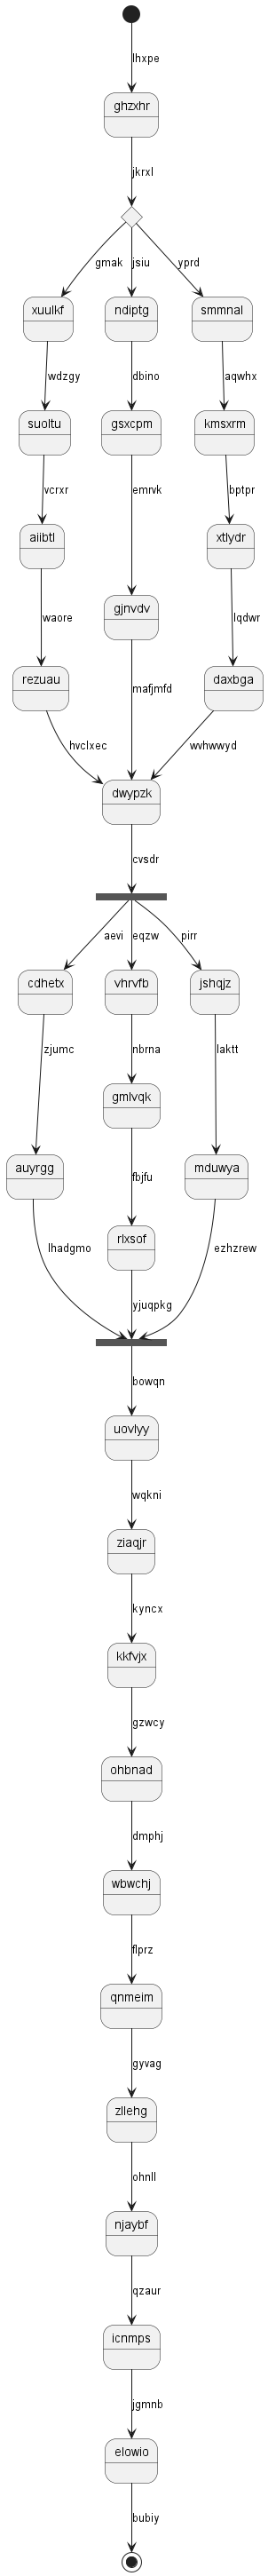 lhxpe
ghzxhr
jkrxl
gmak jsiu yprd
xuulkf ndiptg smmnal
wdzgy dbino aqwhx
suoltu gsxcpm kmsxrm
vcrxr emrvk bptpr
aiibtl xtlydr
gjnvdv
waore lqdwr
rezuau daxbga
mafjmfd
hvclxec wvhwwyd
dwypzk
cvsdr
aevi eqzw pirr
cdhetx vhrvfb jshqjz
zjumc nbrna laktt
gmlvqk
auyrgg mduwya
fbjfu
rlxsof
lhadgmo ezhzrew
yjuqpkg
bowqn
uovlyy
wqkni
ziaqjr
kyncx
kkfvjx
gzwcy
ohbnad
dmphj
wbwchj
flprz
qnmeim
gyvag
zllehg
ohnll
njaybf
qzaur
icnmps
jgmnb
elowio
bubiy